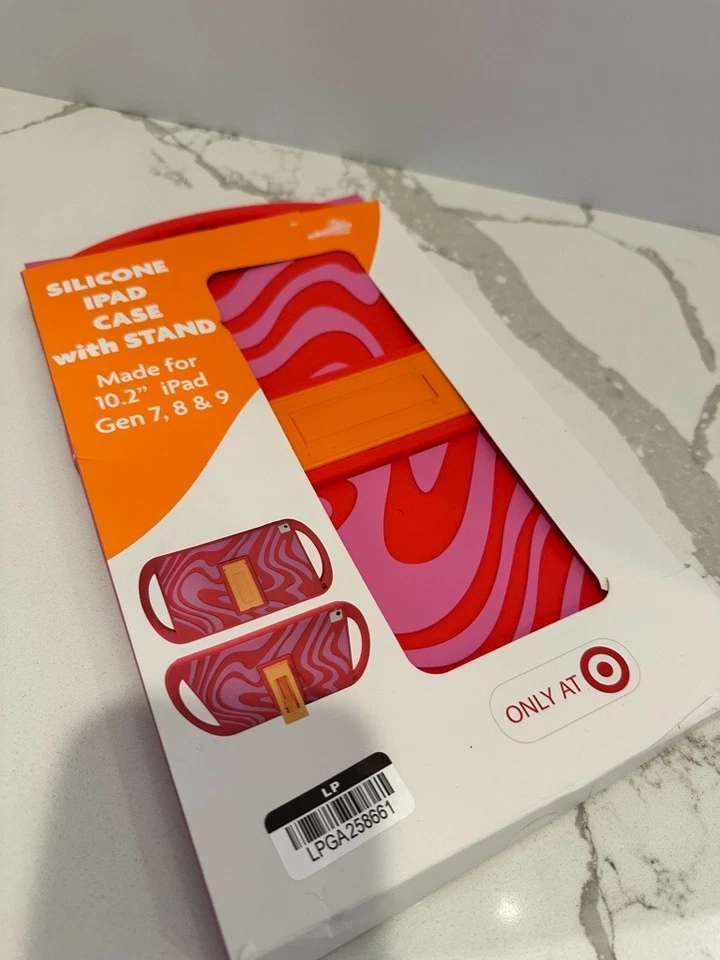 SILICONE
IPAD
CASE
with STAND
Made for
10.2" iPad
Gen 7, 8 & 9
ONLY AT
LP
LPGA258661